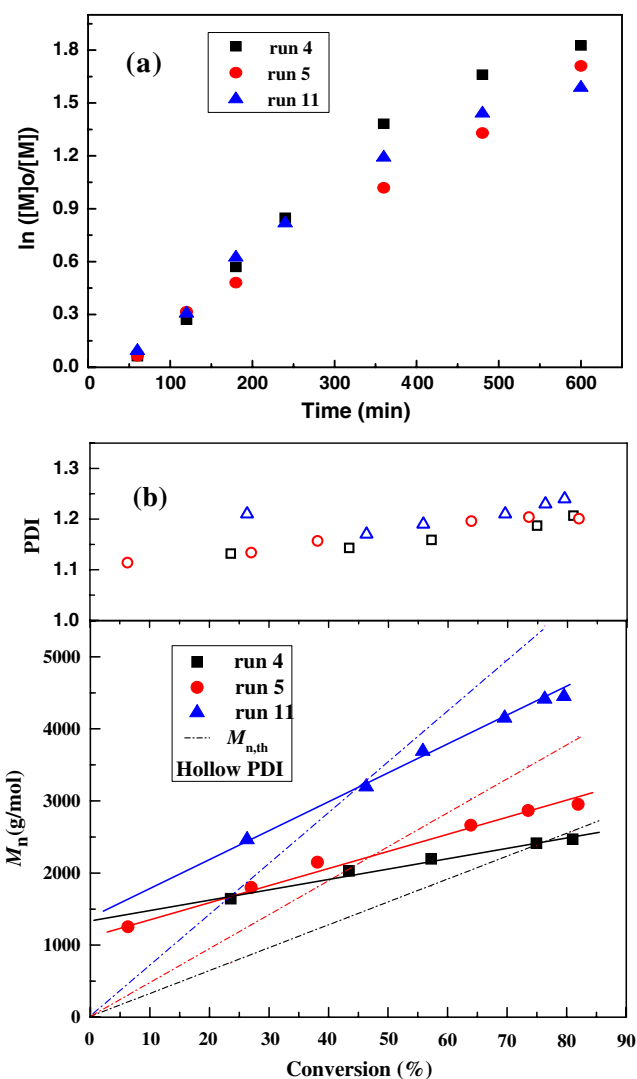 (a)
run 4
run 5
run 11
ln ([M]o/[M])
1.8
1.5
1.2
0.9
0.6
0.3
0.0
0 100 200 300 400 500 600
Time (min)
(b)
PDI
1.3
1.2
1.1
1.0
run 4
run 5
run 11
Mn,th
Hollow PDI
Mn(g/mol)
5000
4000
3000
2000
1000
0
0 10 20 30 40 50 60 70 80 90
Conversion (%)